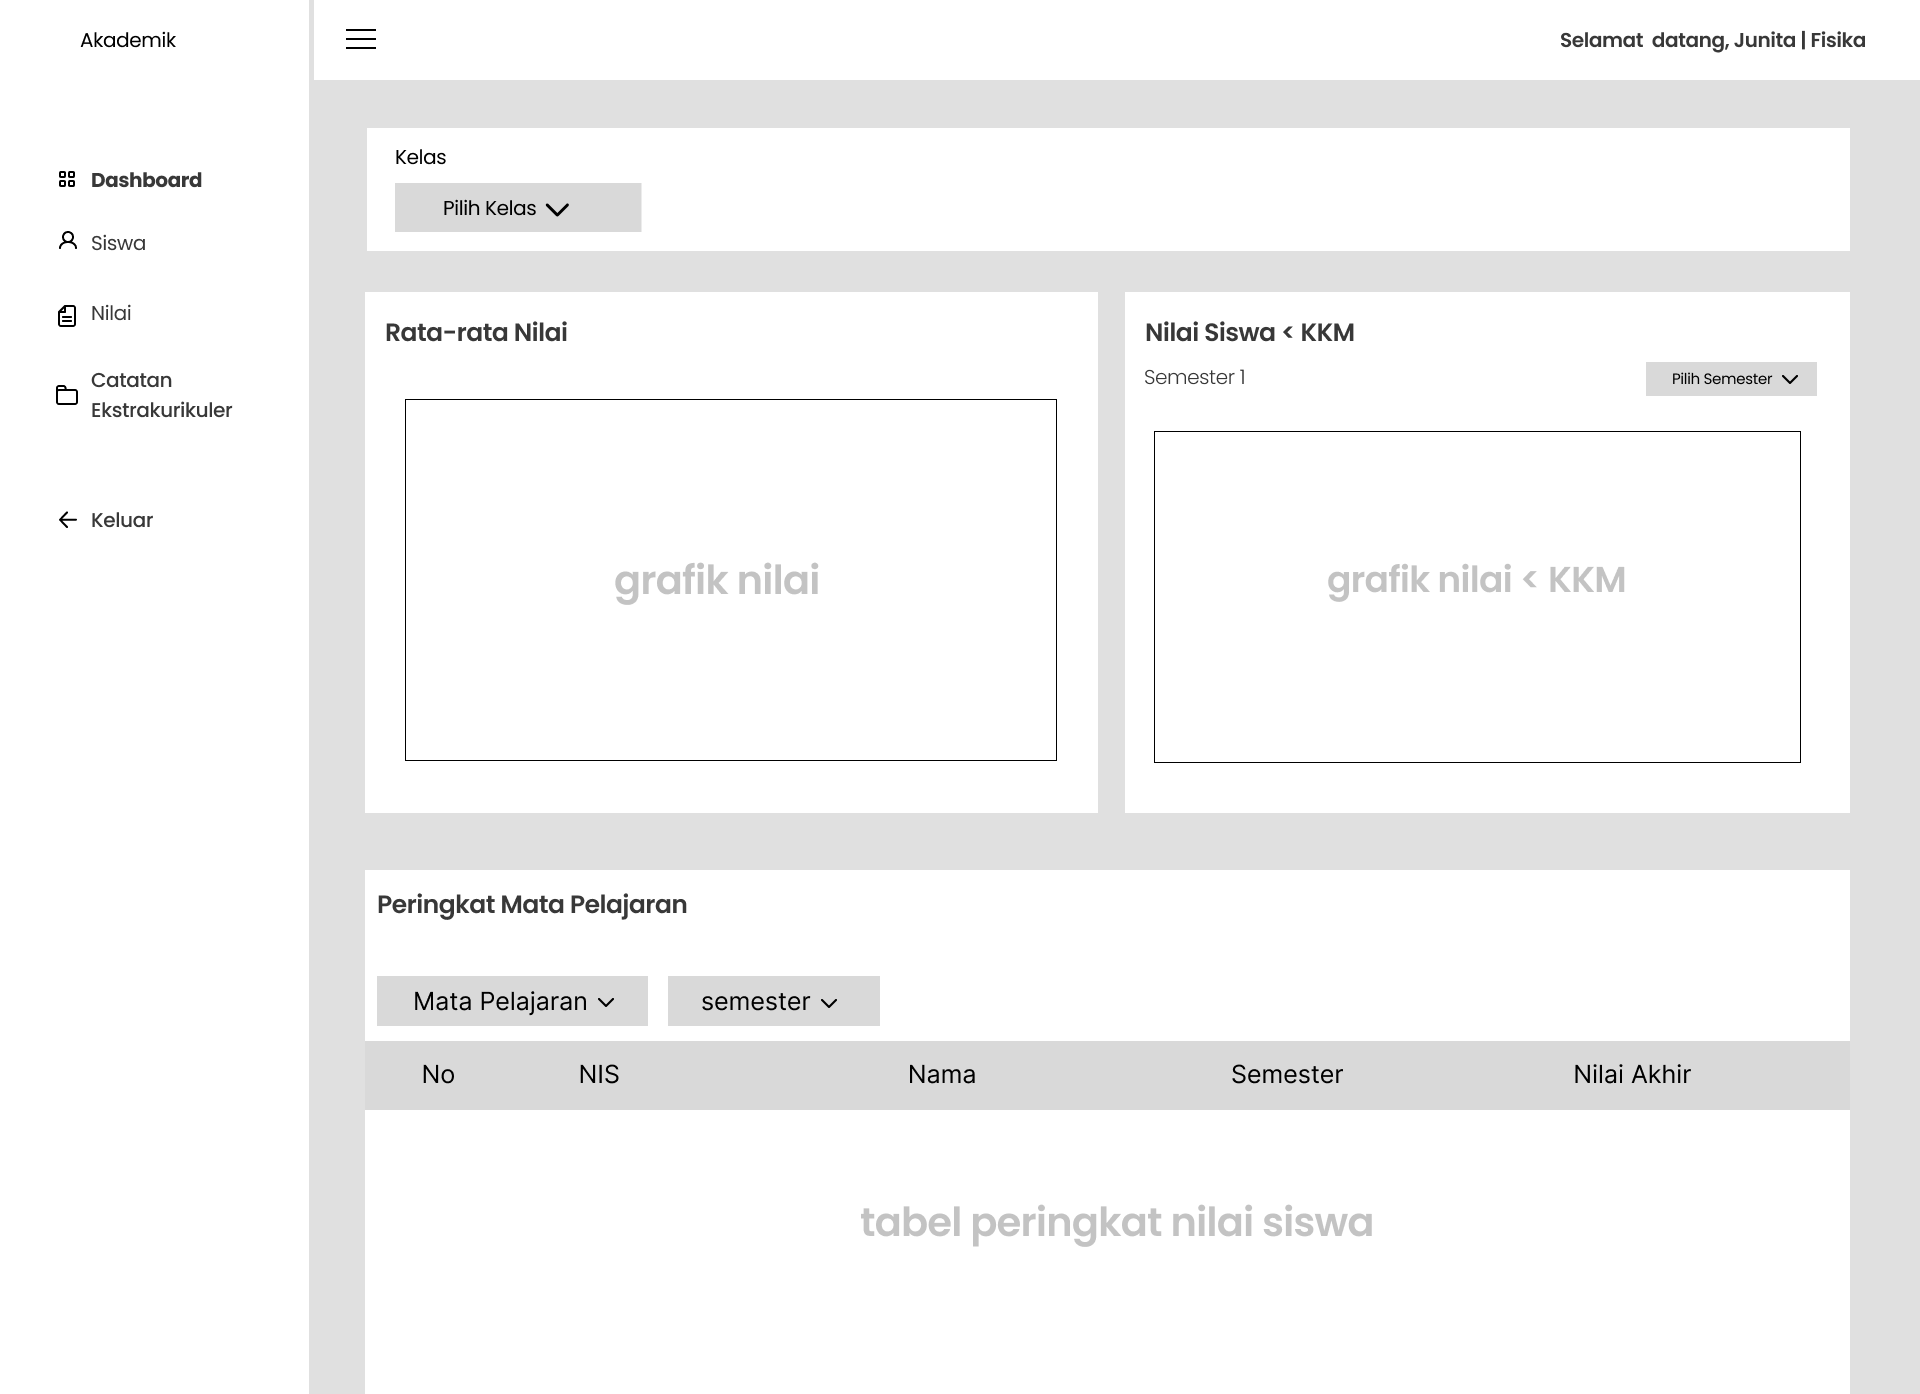 Akademik
Selamat  datang, Junita | Fisika
Dashboard
Siswa
Nilai
Catatan
Ekstrakurikuler
Keluar
Kelas
Pilih Kelas
Rata-rata Nilai
grafik nilai
Nilai Siswa < KKM
Semester 1
Pilih Semester
grafik nilai < KKM
Peringkat Mata Pelajaran
Mata Pelajaran
semester
No NIS Nama Semester Nilai Akhir
tabel peringkat nilai siswa